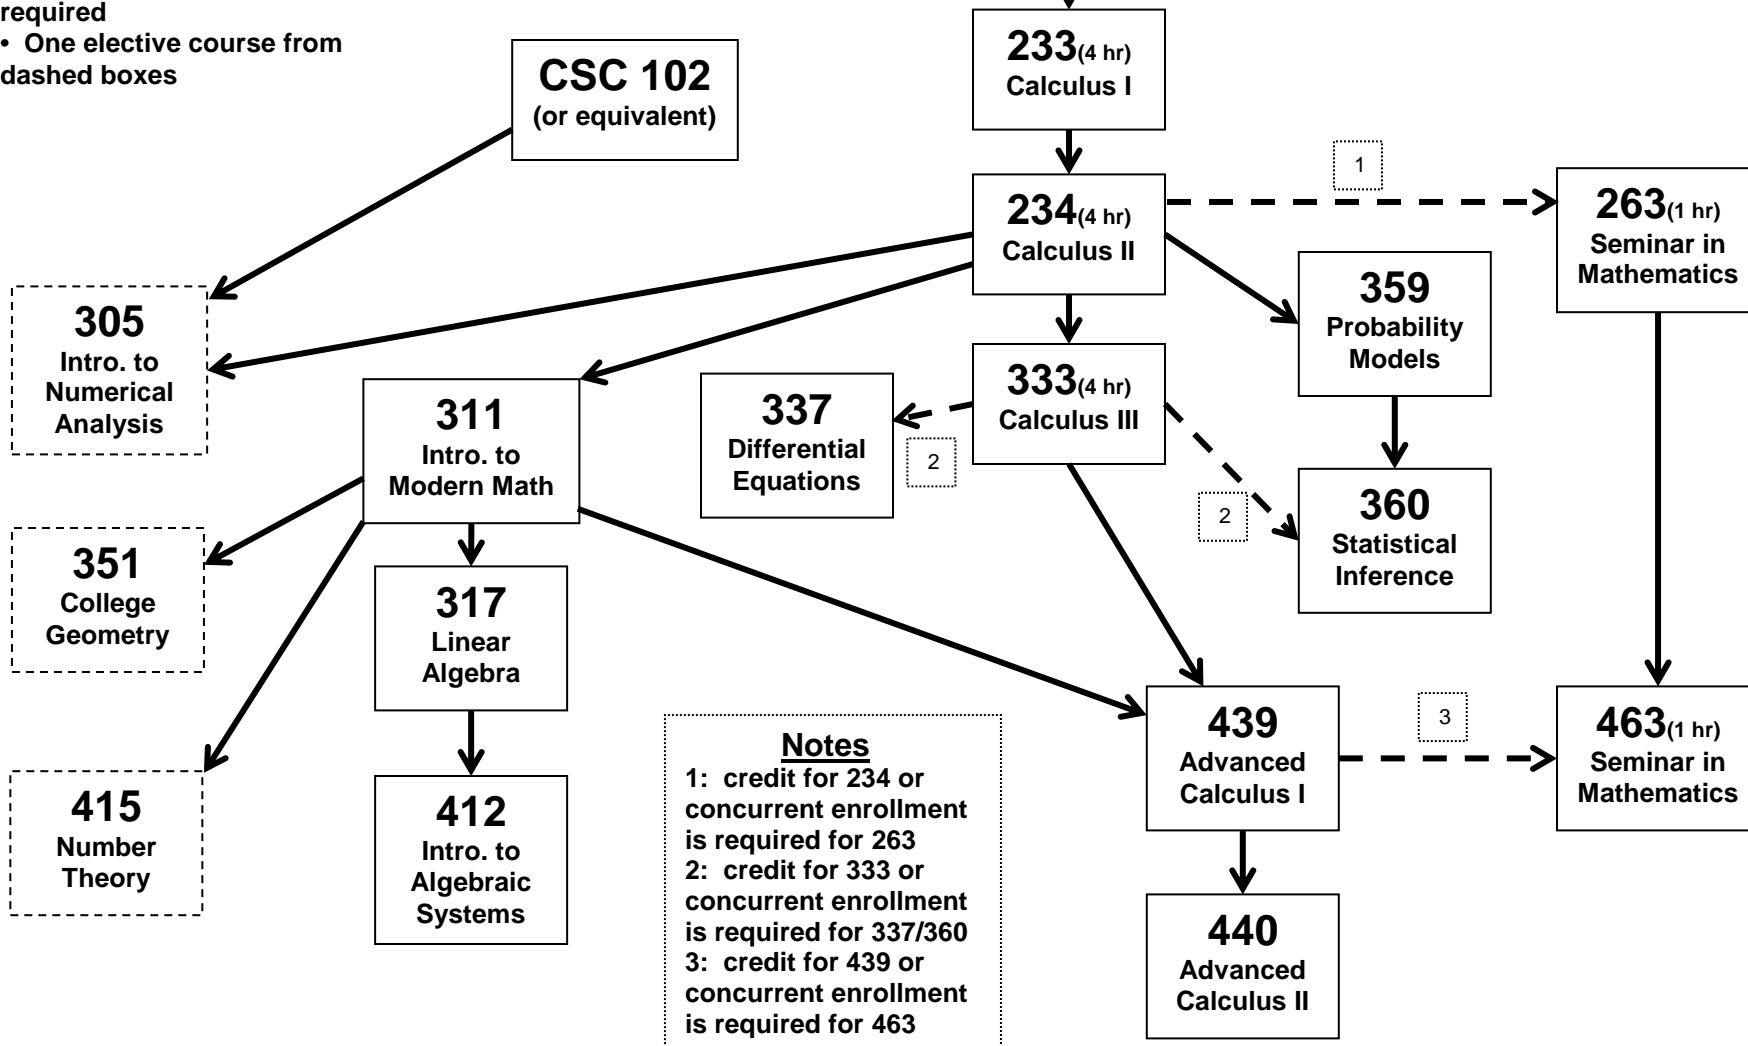 required
• One elective course from
dashed boxes
CSC 102
(or equivalent)
233(4 hr)
Calculus I
234(4 hr)
Calculus II
1
263(1 hr)
Seminar in
Mathematics
305
Intro. to
Numerical
Analysis
359
Probability
Models
311
Intro. to
Modern Math
337
Differential
Equations
2
333(4 hr)
Calculus III
2
360
Statistical
Inference
351
College
Geometry
317
Linear
Algebra
439
Advanced
Calculus I
3
463(1 hr)
Seminar in
Mathematics
415
Number
Theory
412
Intro. to
Algebraic
Systems
Notes
1: credit for 234 or
concurrent enrollment
is required for 263
2: credit for 333 or
concurrent enrollment
is required for 337/360
3: credit for 439 or
concurrent enrollment
is required for 463
440
Advanced
Calculus II